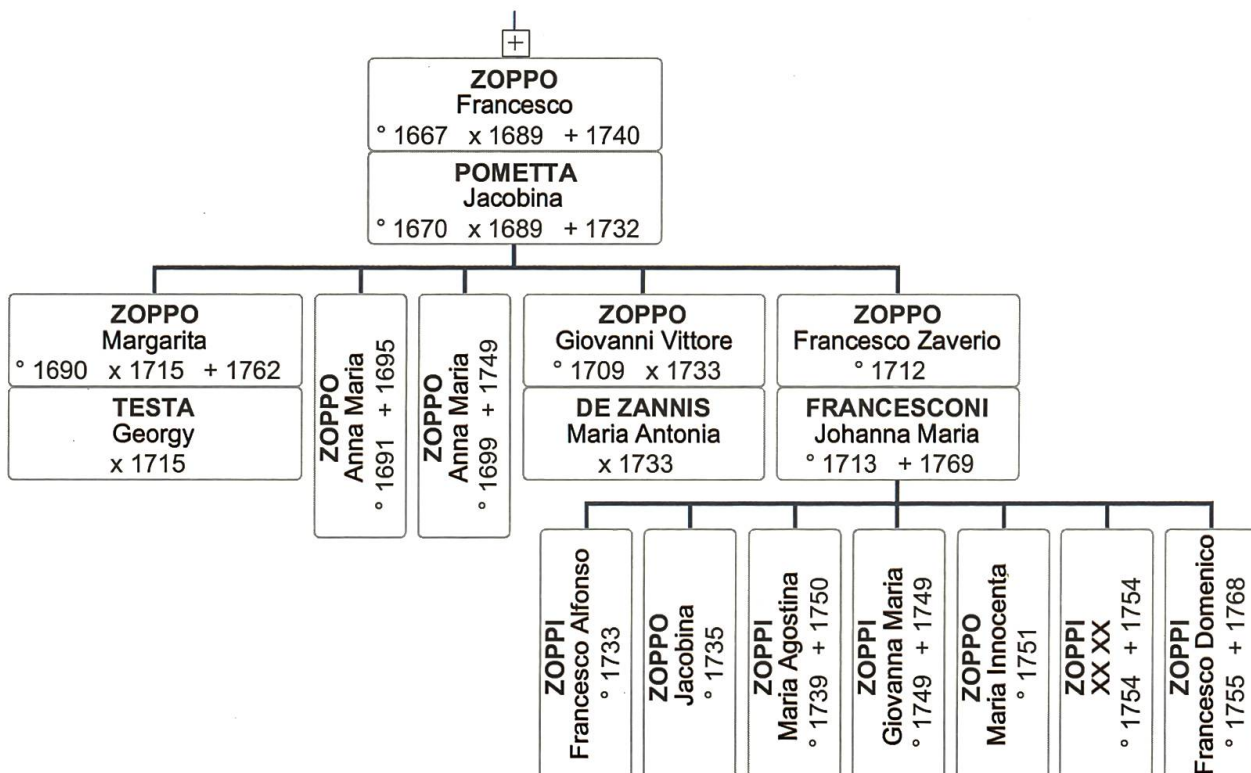 +
ZOPPO
Francesco
° 1667 x 1689 + 1740
POMETTA
Jacobina
° 1670 x 1689 + 1732
ZOPPO
Margarita
° 1690 x 1715 + 1762
TESTA
Georgy
x 1715
ZOPPO
Anna Maria
° 1691 + 1695
ZOPPO
Anna Maria
° 1699 + 1749
ZOPPO
Giovanni Vittore
° 1709 x 1733
DE ZANNIS
Maria Antonia
x 1733
ZOPPO
Francesco Zaverio
° 1712
FRANCESCONI
Johanna Maria
° 1713 + 1769
ZOPPI
Francesco Alfonso
° 1733
ZOPPO
Jacobina
° 1735
ZOPPI
Maria Agostina
° 1739 + 1750
ZOPPI
Giovanna Maria
° 1749 + 1749
ZOPPO
Maria Innocenta
° 1751
ZOPPI
XX XX
° 1754 + 1754
ZOPPI
Francesco Domenico
° 1755 + 1768